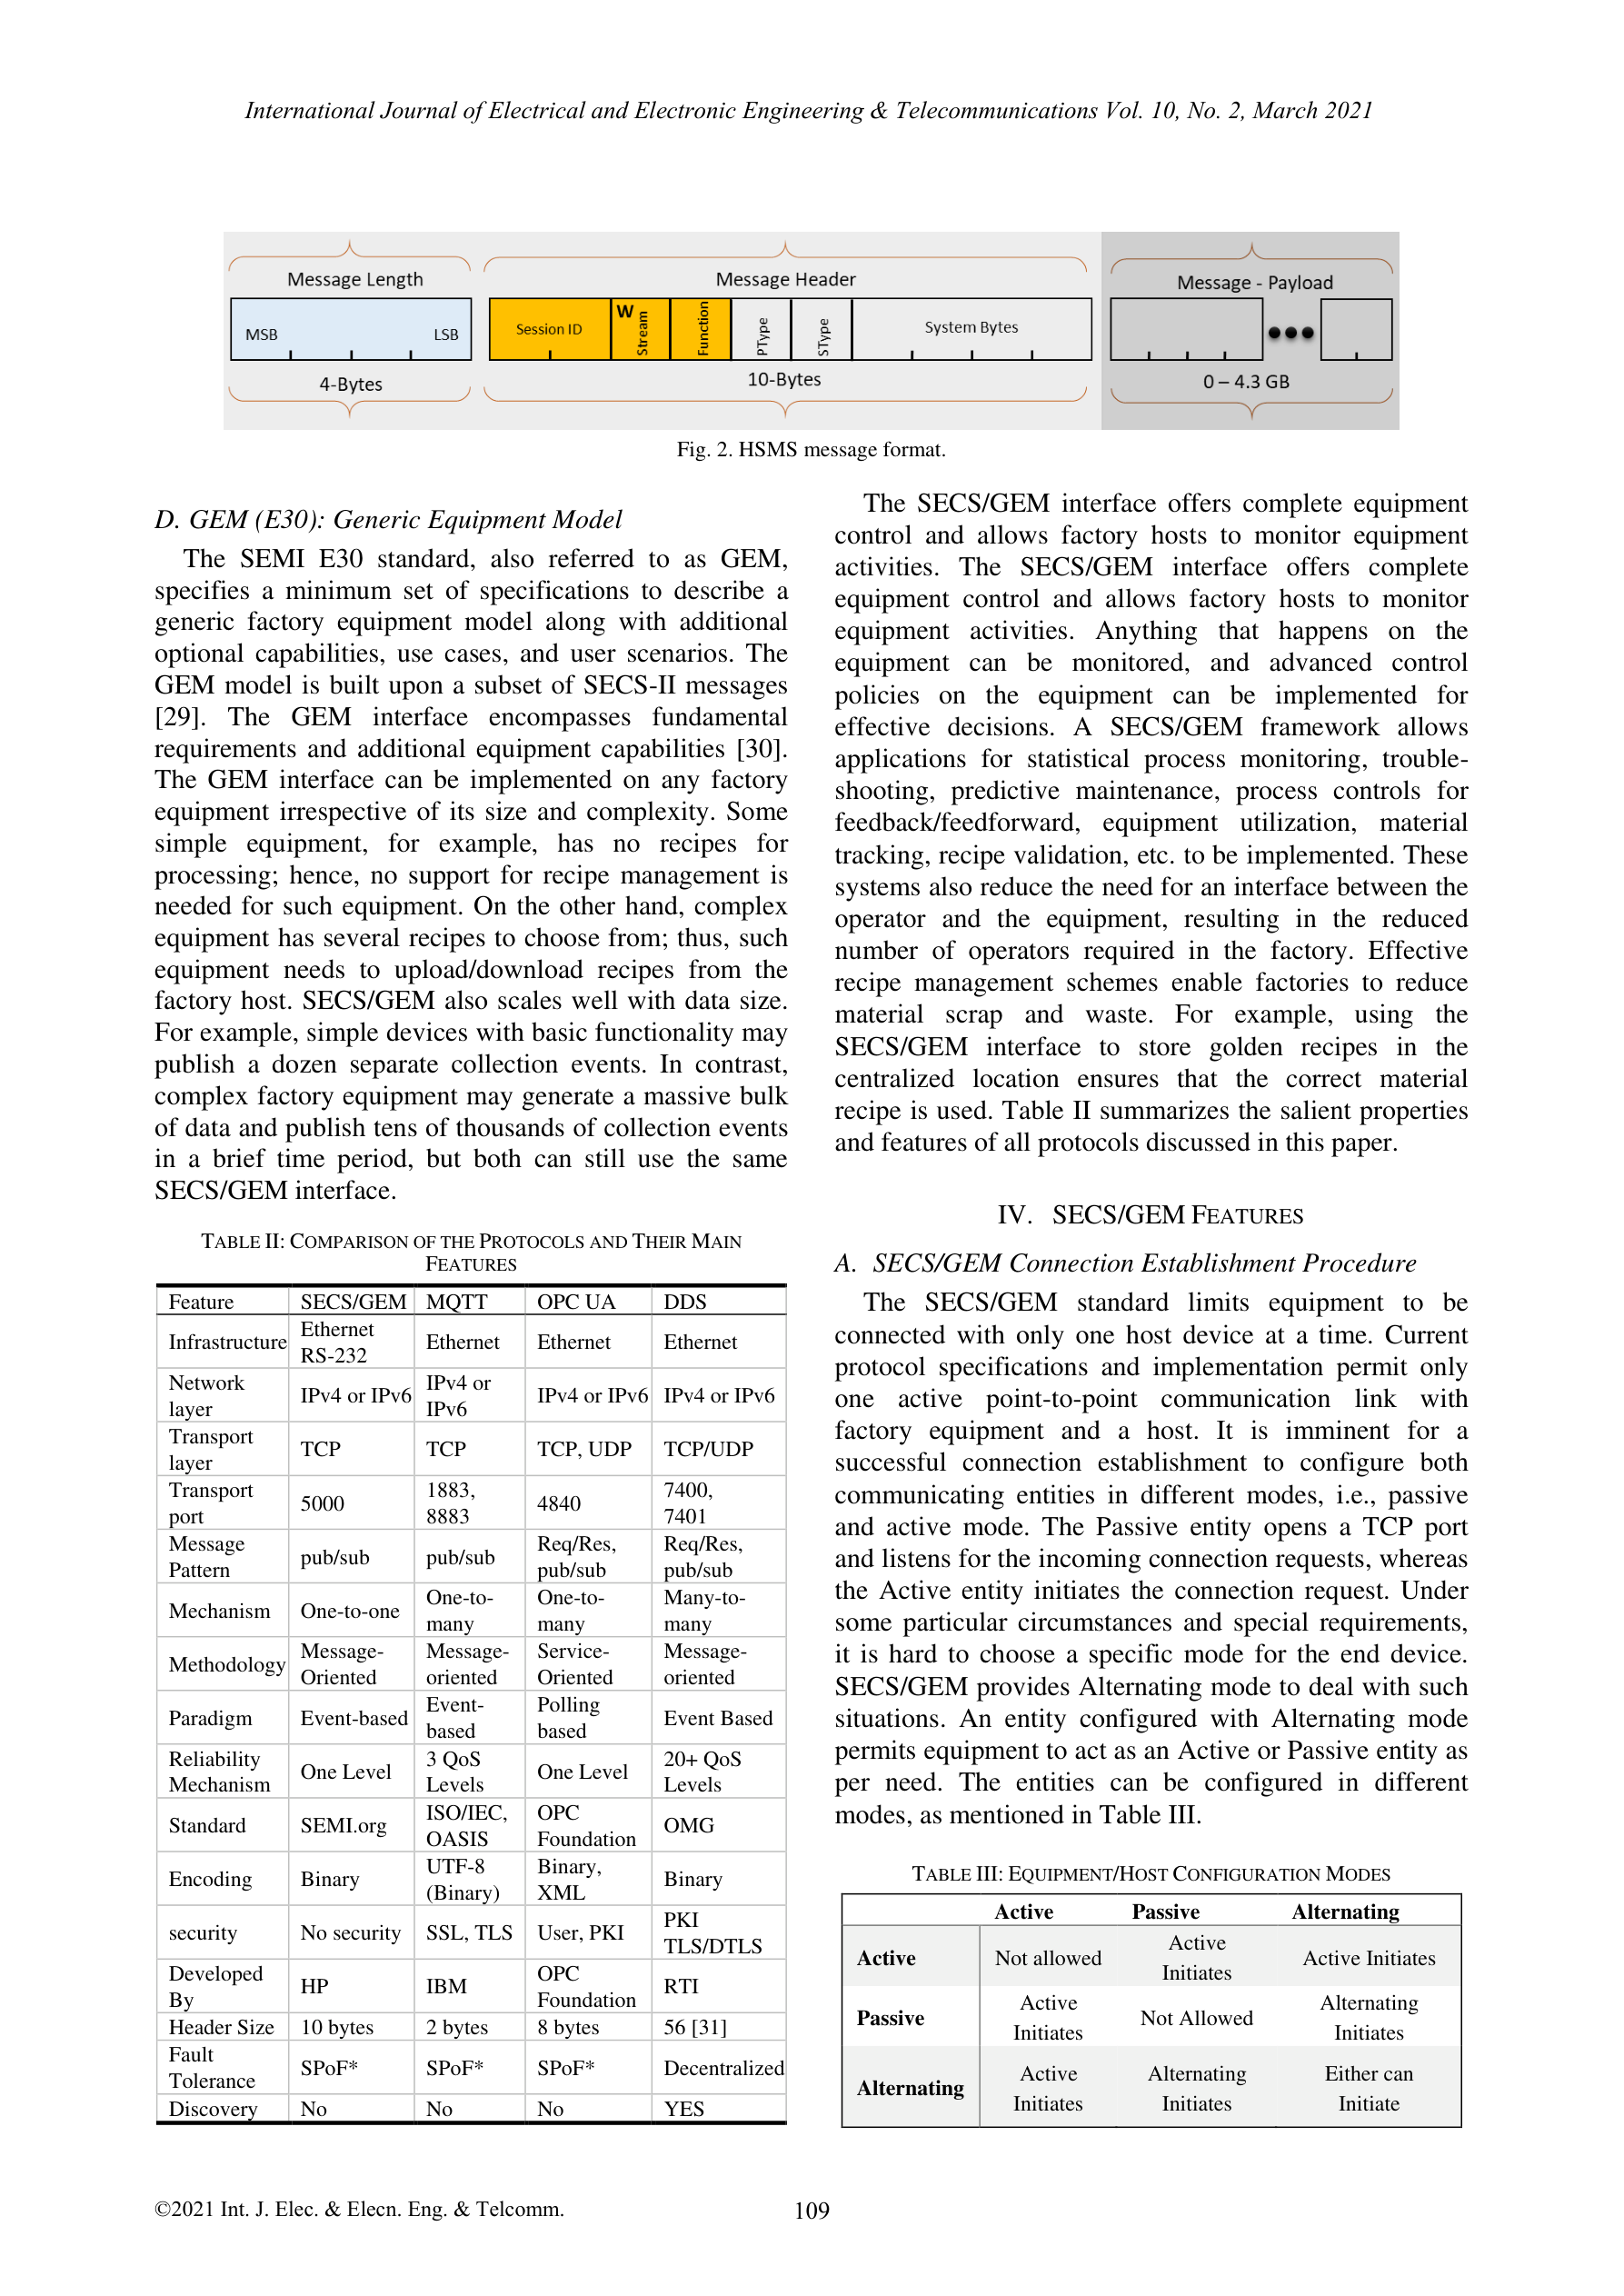 International Journal of Electrical and Electronic Engineering & Telecommunications Vol. 10, No. 2, March 2021
Message Length
Message Header
Message - Payload
MSB
LSB
Session ID
W
Stream
Function
PType
SType
System Bytes
4-Bytes
10-Bytes
0 – 4.3 GB
Fig. 2. HSMS message format.
D. GEM (E30): Generic Equipment Model
The SEMI E30 standard, also referred to as GEM,
specifies a minimum set of specifications to describe a
generic factory equipment model along with additional
optional capabilities, use cases, and user scenarios. The
GEM model is built upon a subset of SECS-II messages
[29]. The GEM interface encompasses fundamental
requirements and additional equipment capabilities [30].
The GEM interface can be implemented on any factory
equipment irrespective of its size and complexity. Some
simple equipment, for example, has no recipes for
processing; hence, no support for recipe management is
needed for such equipment. On the other hand, complex
equipment has several recipes to choose from; thus, such
equipment needs to upload/download recipes from the
factory host. SECS/GEM also scales well with data size.
For example, simple devices with basic functionality may
publish a dozen separate collection events. In contrast,
complex factory equipment may generate a massive bulk
of data and publish tens of thousands of collection events
in a brief time period, but both can still use the same
SECS/GEM interface.
TABLE II: COMPARISON OF THE PROTOCOLS AND THEIR MAIN
FEATURES
Feature SECS/GEM MQTT OPC UA DDS
Infrastructure Ethernet RS-232 Ethernet Ethernet Ethernet
Network layer IPv4 or IPv6 IPv4 or IPv6 IPv4 or IPv6 IPv4 or IPv6
Transport layer TCP TCP TCP, UDP TCP/UDP
Transport port 5000 1883, 8883 4840 7400, 7401
Message Pattern pub/sub pub/sub Req/Res, pub/sub Req/Res, pub/sub
Mechanism One-to-one One-to-many One-to-many Many-to-many
Methodology Message-Oriented Message-oriented Service-Oriented Message-oriented
Paradigm Event-based Event-based Polling based Event Based
Reliability Mechanism One Level 3 QoS Levels One Level 20+ QoS Levels
Standard SEMI.org ISO/IEC, OASIS OPC Foundation OMG
Encoding Binary UTF-8 (Binary) Binary, XML Binary
security No security SSL, TLS User, PKI PKI TLS/DTLS
Developed By HP IBM OPC Foundation RTI
Header Size 10 bytes 2 bytes 8 bytes 56 [31]
Fault Tolerance SPoF* SPoF* SPoF* Decentralized
Discovery No No No YES
The SECS/GEM interface offers complete equipment
control and allows factory hosts to monitor equipment
activities. The SECS/GEM interface offers complete
equipment control and allows factory hosts to monitor
equipment activities. Anything that happens on the
equipment can be monitored, and advanced control
policies on the equipment can be implemented for
effective decisions. A SECS/GEM framework allows
applications for statistical process monitoring, trouble-
shooting, predictive maintenance, process controls for
feedback/feedforward, equipment utilization, material
tracking, recipe validation, etc. to be implemented. These
systems also reduce the need for an interface between the
operator and the equipment, resulting in the reduced
number of operators required in the factory. Effective
recipe management schemes enable factories to reduce
material scrap and waste. For example, using the
SECS/GEM interface to store golden recipes in the
centralized location ensures that the correct material
recipe is used. Table II summarizes the salient properties
and features of all protocols discussed in this paper.
IV. SECS/GEM FEATURES
A. SECS/GEM Connection Establishment Procedure
The SECS/GEM standard limits equipment to be
connected with only one host device at a time. Current
protocol specifications and implementation permit only
one active point-to-point communication link with
factory equipment and a host. It is imminent for a
successful connection establishment to configure both
communicating entities in different modes, i.e., passive
and active mode. The Passive entity opens a TCP port
and listens for the incoming connection requests, whereas
the Active entity initiates the connection request. Under
some particular circumstances and special requirements,
it is hard to choose a specific mode for the end device.
SECS/GEM provides Alternating mode to deal with such
situations. An entity configured with Alternating mode
permits equipment to act as an Active or Passive entity as
per need. The entities can be configured in different
modes, as mentioned in Table III.
TABLE III: EQUIPMENT/HOST CONFIGURATION MODES
Active Passive Alternating
Active Not allowed Active Initiates Active Initiates
Passive Active Initiates Not Allowed Alternating Initiates
Alternating Active Initiates Alternating Initiates Either can Initiate
©2021 Int. J. Elec. & Elecn. Eng. & Telcomm.
109